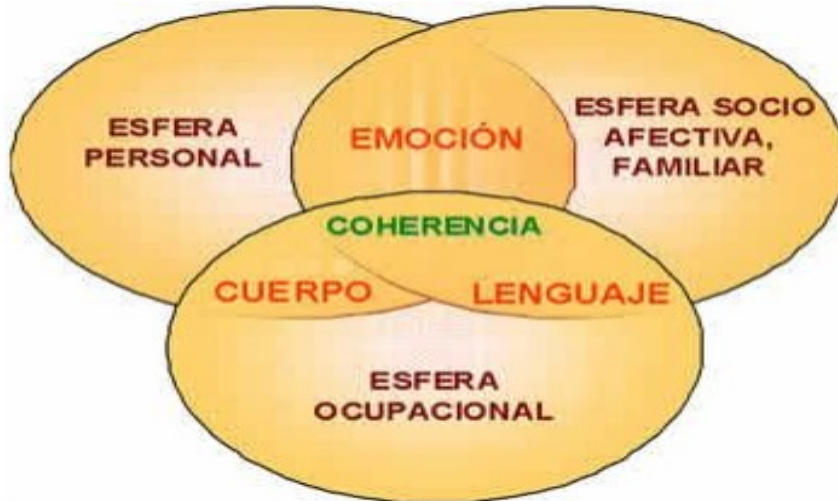 ESFERA
PERSONAL
EMOCIÓN
ESFERA SOCIO
AFECTIVA,
FAMILIAR
COHERENCIA
CUERPO
LENGUAJE
ESFERA
OCUPACIONAL